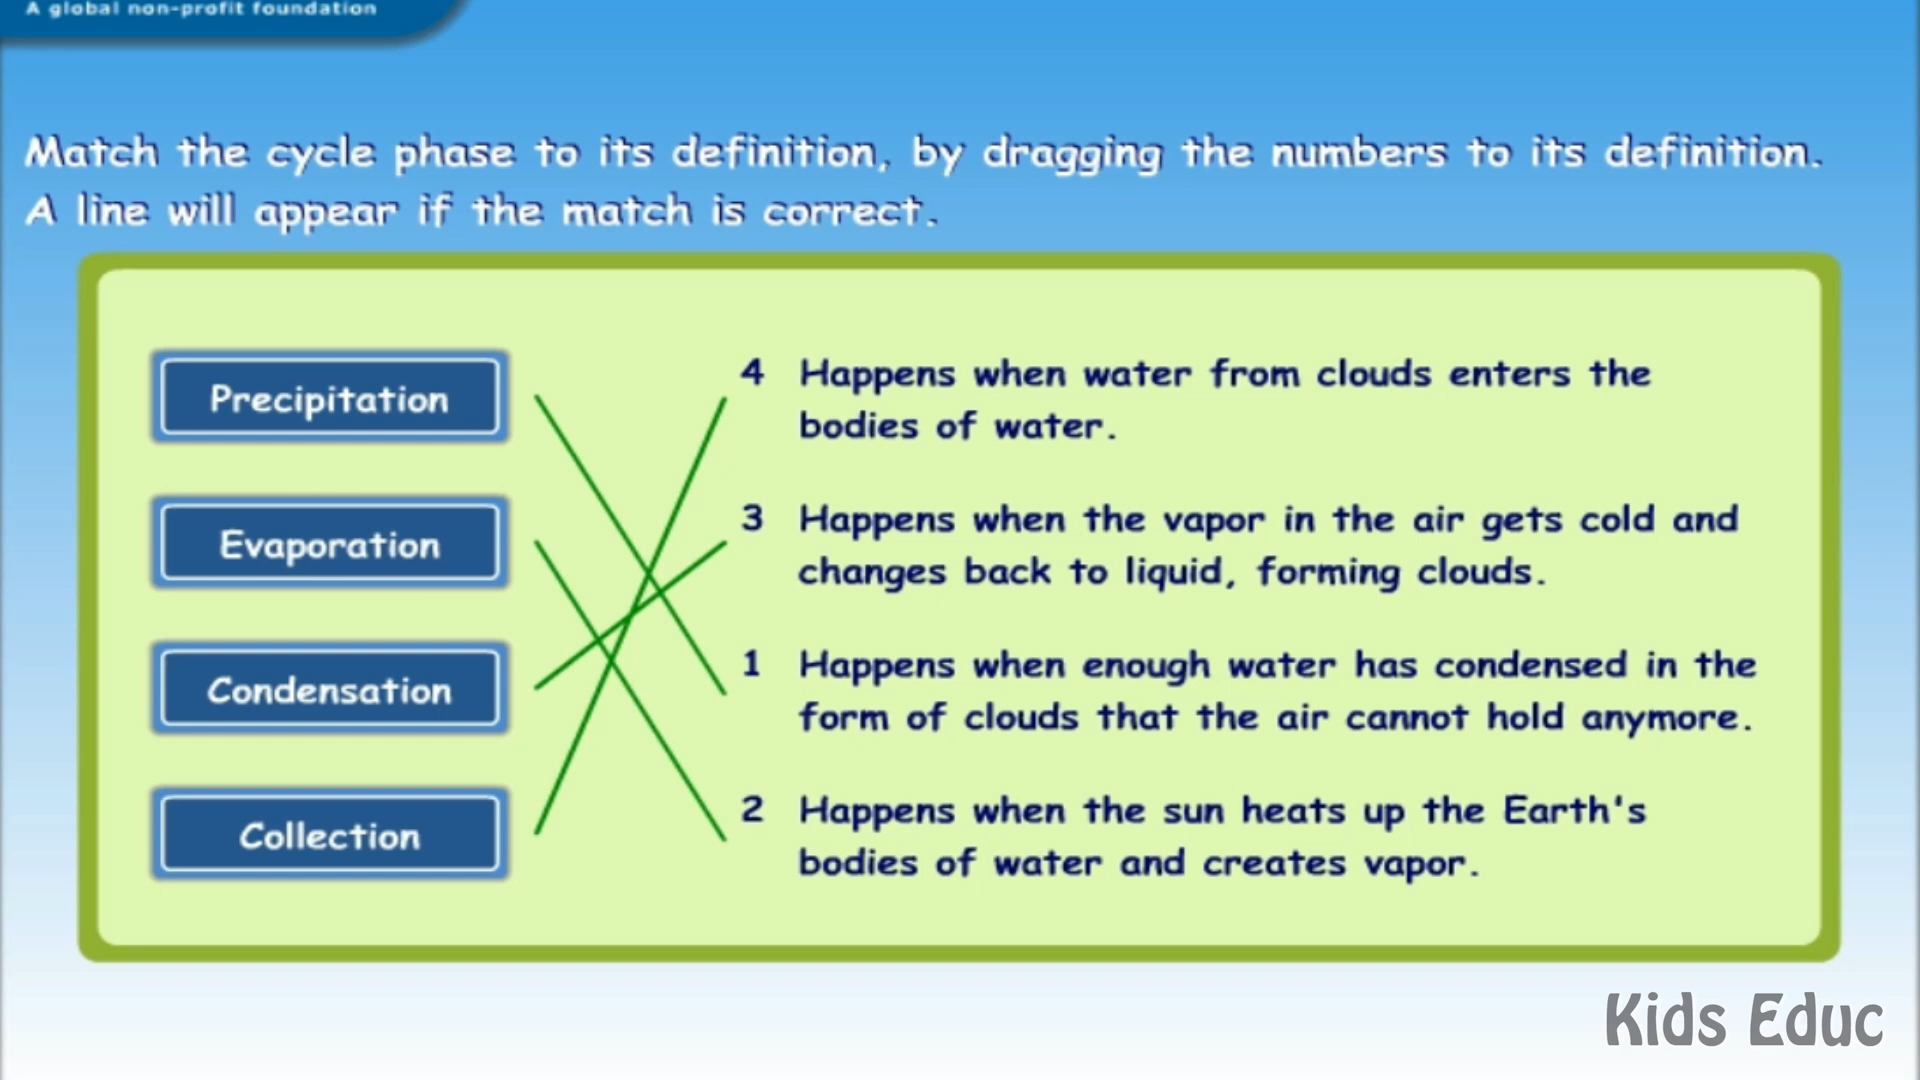 A global non-profit foundation
Match the cycle phase to its definition, by dragging the numbers to its definition.
A line will appear if the match is correct.
Precipitation
4 Happens when water from clouds enters the
bodies of water.
Evaporation
3 Happens when the vapor in the air gets cold and
changes back to liquid, forming clouds.
Condensation
1 Happens when enough water has condensed in the
form of clouds that the air cannot hold anymore.
Collection
2 Happens when the sun heats up the Earth's
bodies of water and creates vapor.
Kids Educ